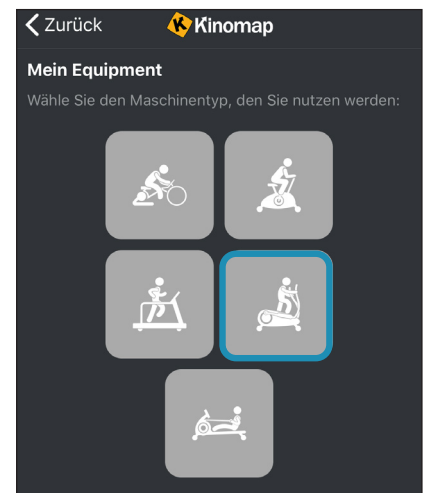 Zurück
Kinomap
Mein Equipment
Wähle Sie den Maschinentyp, den Sie nutzen werden: